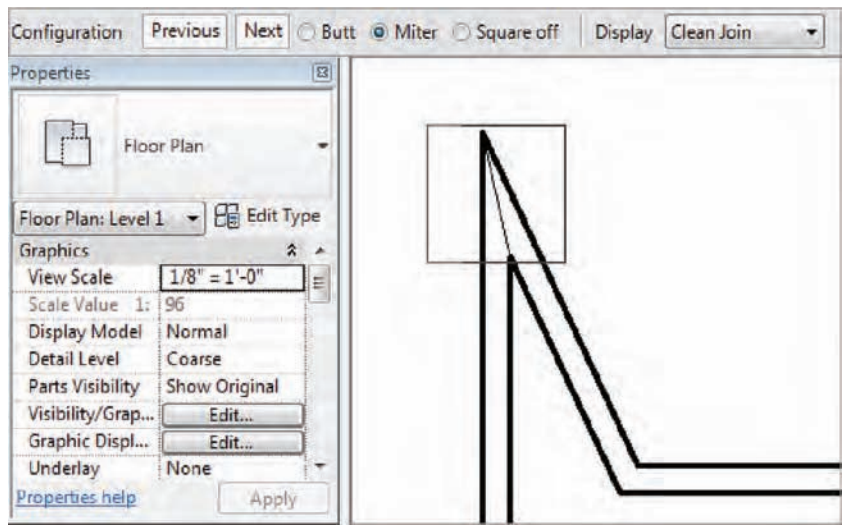 Configuration Previous Next Butt Miter Square off Display Clean Join
Properties
Floor Plan
Floor Plan: Level 1 Edit Type
Graphics
View Scale 1/8" = 1'-0"
Scale Value 1: 96
Display Model Normal
Detail Level Coarse
Parts Visibility Show Original
Visibility/Grap... Edit...
Graphic Displ... Edit...
Underlay None
Properties help Apply